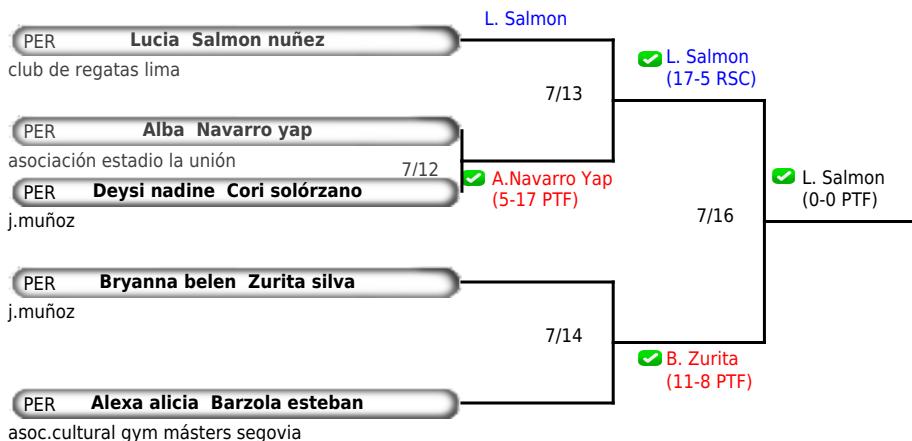 L. Salmon
PER Lucia Salmon nuñez
club de regatas lima
L. Salmon
(17-5 RSC)
7/13
PER Alba Navarro yap
asociación estadio la unión
7/12
A.Navarro Yap
(5-17 PTF)
PER Deysi nadine Cori solórzano
j.muñoz
L. Salmon
(0-0 PTF)
7/16
PER Bryanna belen Zurita silva
j.muñoz
7/14
B. Zurita
(11-8 PTF)
PER Alexa alicia Barzola esteban
asoc.cultural gym másters segovia